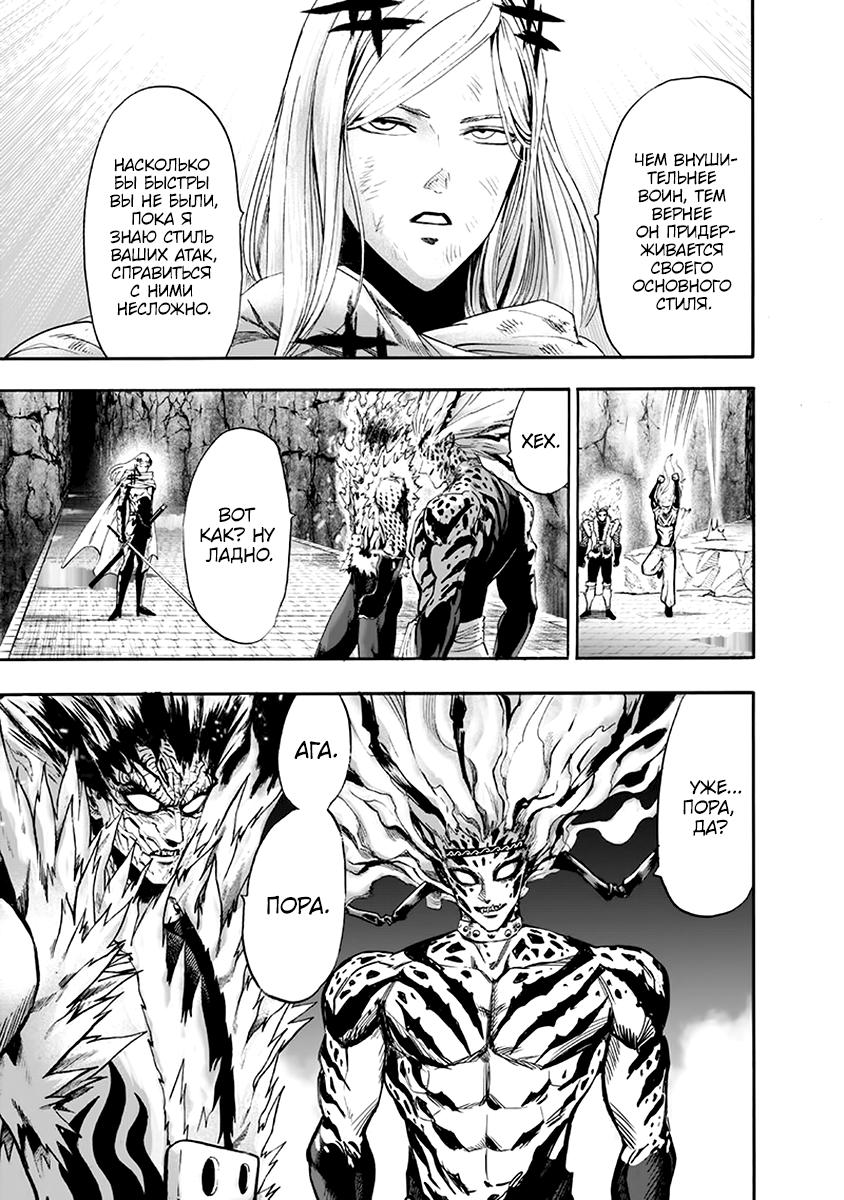 ЧЕМ ВНУШИ-
ТЕЛЬНЕЕ
ВОИН, ТЕМ
ВЕРНЕЕ
ОН ПРИДЕР-
ЖИВАЕТСЯ
СВОЕГО
ОСНОВНОГО
СТИЛЯ.
НАСКОЛЬКО
БЫ БЫСТРЫ
ВЫ НЕ БЫЛИ,
ПОКА Я
ЗНАЮ СТИЛЬ
ВАШИХ АТАК,
СПРАВИТЬСЯ
С НИМИ
НЕСЛОЖНО.
ХЕХ.
ВОТ
КАК? НУ
ЛАДНО.
УЖЕ...
ПОРА,
ДА?
АГА.
ПОРА.